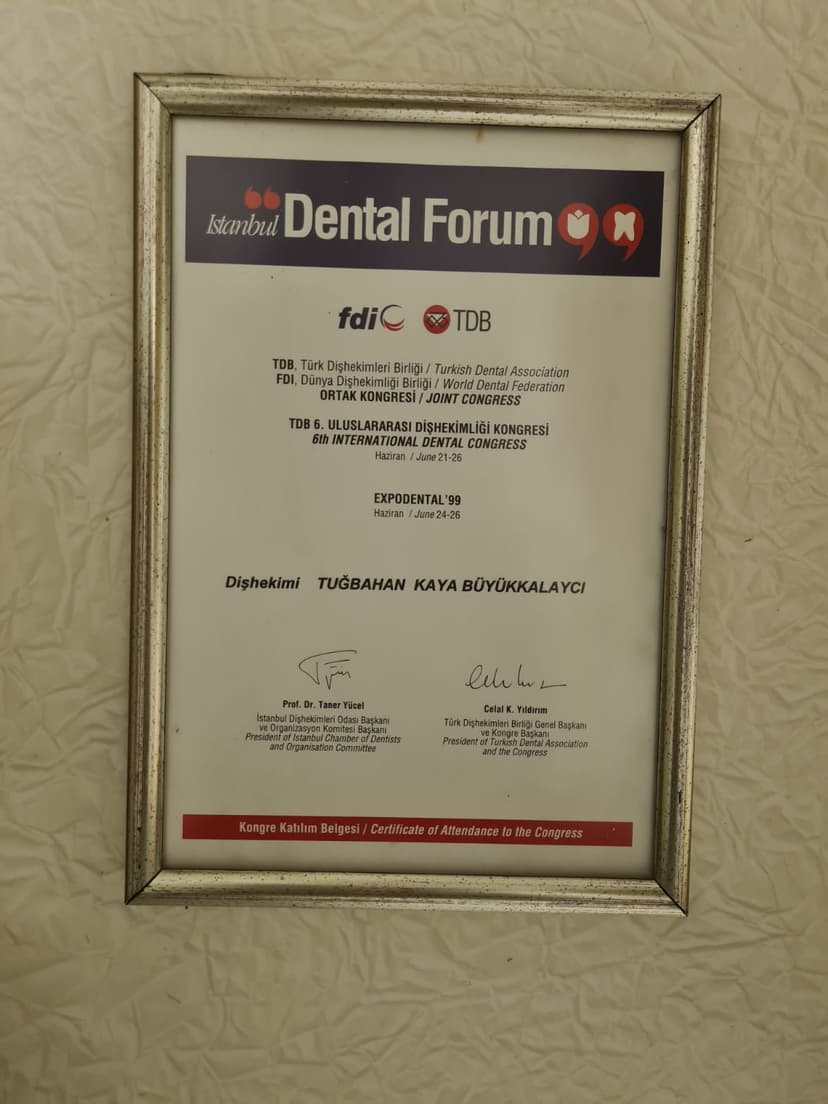 Istanbul Dental Forum 99
fdi TDB
TDB, Türk Dişhekimleri Birliği / Turkish Dental Association
FDI, Dünya Dişhekimliği Birliği / World Dental Federation
ORTAK KONGRESİ / JOINT CONGRESS
TDB 6. ULUSLARARASI DİŞHEKİMLİĞİ KONGRESİ
6th INTERNATIONAL DENTAL CONGRESS
Haziran / June 21-26
EXPODENTAL'99
Haziran / June 24-26
Dişhekimi TUĞBAHAN KAYA BÜYÜKKALAYCI
Prof. Dr. Taner Yücel
İstanbul Dişhekimleri Odası Başkanı
ve Organizasyon Komitesi Başkanı
President of Istanbul Chamber of Dentists
and Organisation Committee
Celal K. Yıldırım
Türk Dişhekimleri Birliği Genel Başkanı
ve Kongre Başkanı
President of Turkish Dental Association
and the Congress
Kongre Katılım Belgesi / Certificate of Attendance to the Congress